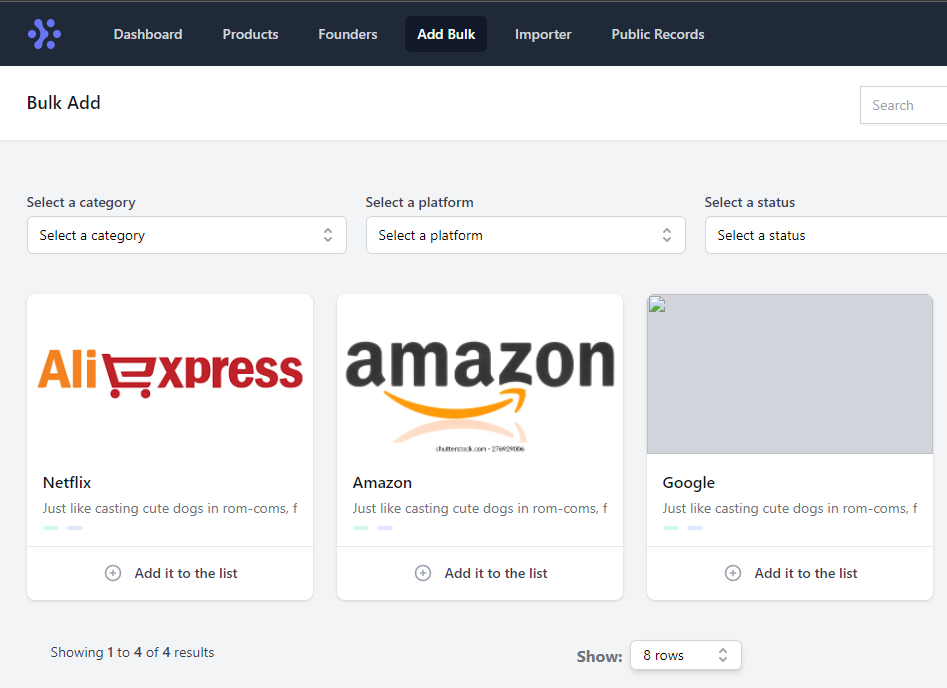 Dashboard Products Founders Add Bulk Importer Public Records
Bulk Add
Search
Select a category Select a platform Select a status
Select a category Select a platform Select a status
AliExpress amazon
shutterstock.com • 276929006
Netflix Amazon Google
Just like casting cute dogs in rom-coms, f Just like casting cute dogs in rom-coms, f Just like casting cute dogs in rom-coms, f
Add it to the list Add it to the list Add it to the list
Showing 1 to 4 of 4 results Show: 8 rows